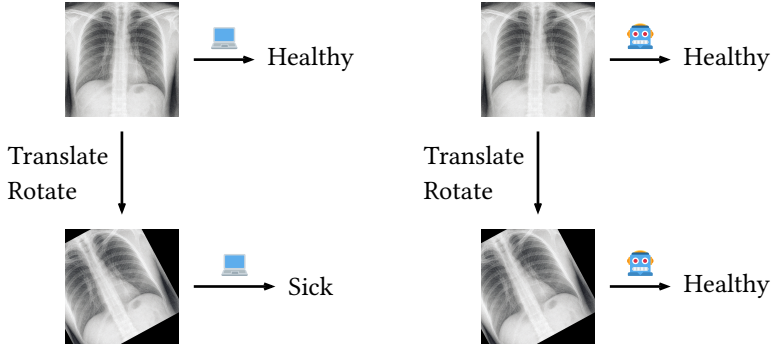 Healthy
Translate
Rotate
Sick
Healthy
Translate
Rotate
Healthy